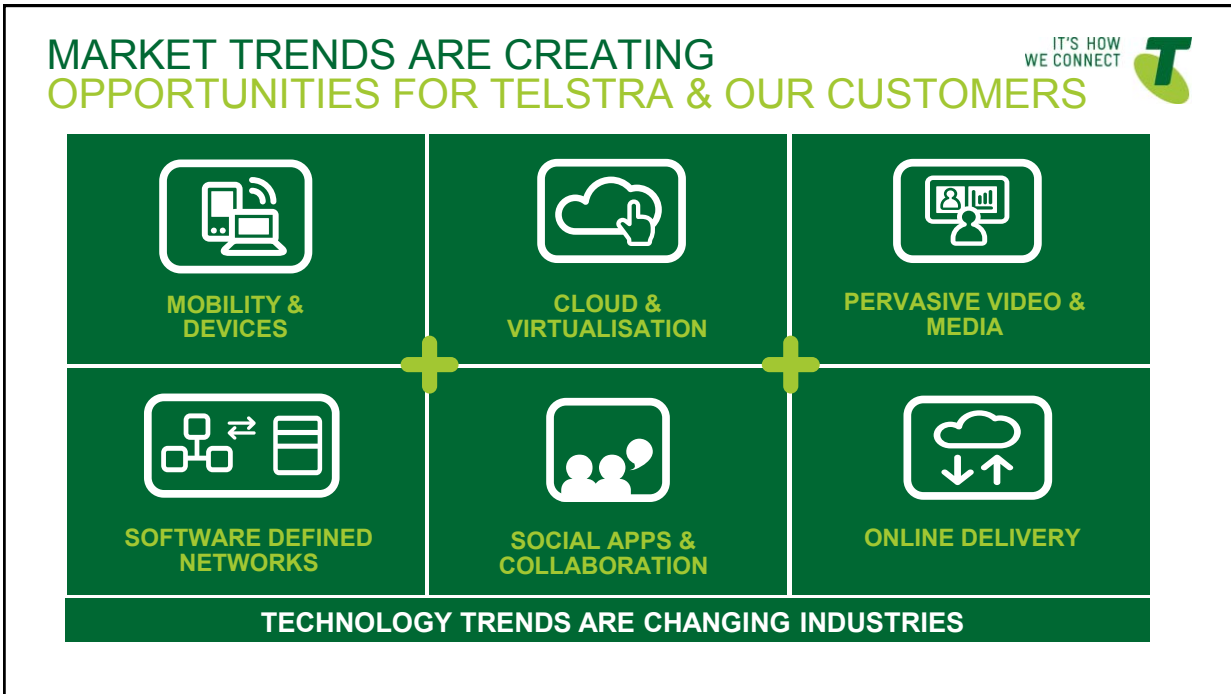 MARKET TRENDS ARE CREATING
OPPORTUNITIES FOR TELSTRA & OUR CUSTOMERS
IT'S HOW
WE CONNECT
T
MOBILITY &
DEVICES
CLOUD &
VIRTUALISATION
PERVASIVE VIDEO &
MEDIA
SOFTWARE DEFINED
NETWORKS
SOCIAL APPS &
COLLABORATION
ONLINE DELIVERY
TECHNOLOGY TRENDS ARE CHANGING INDUSTRIES